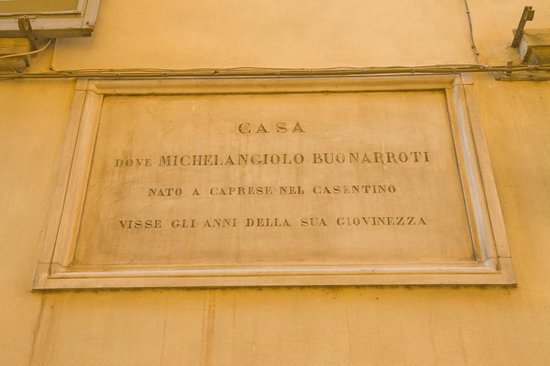 CASA
DOVE MICHELANGIOLO BUONARROTI
NATO A CAPRESE NEL CASENTINO
VISSE GLI ANNI DELLA SUA GIOVINEZZA